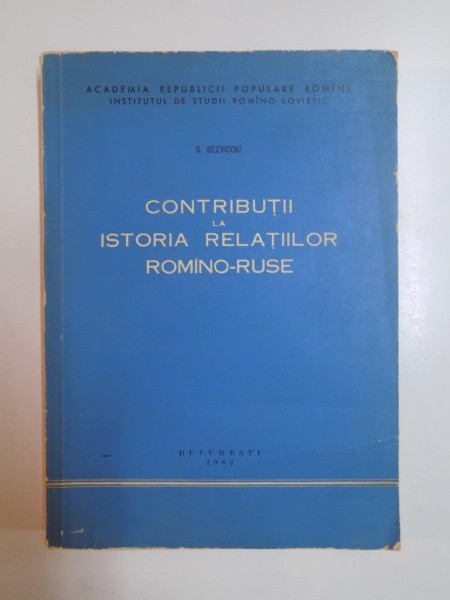 ACADEMIA REPUBLICII POPULARE ROMÎNE
INSTITUTUL DE STUDII ROMÎNO-SOVIETIC
G. BEZVICONI
CONTRIBUȚII
LA
ISTORIA RELAȚIILOR
ROMÎNO-RUSE
BUCUREȘTI
1962